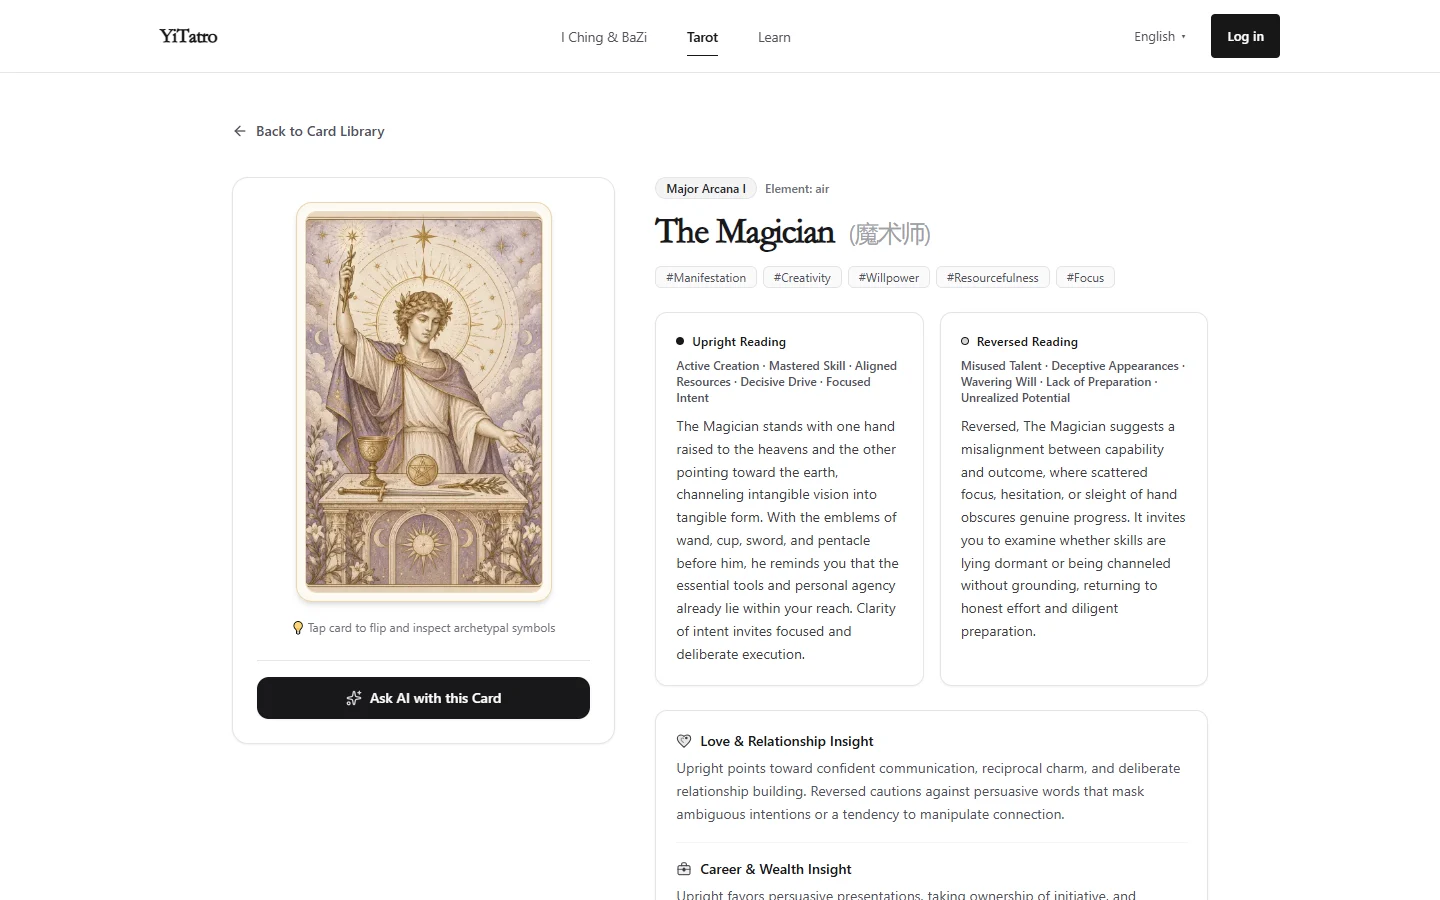 YiTatro
I Ching & BaZi
Tarot
Learn
English
Log in
Back to Card Library
Tap card to flip and inspect archetypal symbols
Ask AI with this Card
Major Arcana I
Element: air
The Magician (魔术师)
#Manifestation
#Creativity
#Willpower
#Resourcefulness
#Focus
Upright Reading
Active Creation · Mastered Skill · Aligned
Resources · Decisive Drive · Focused
Intent
The Magician stands with one hand
raised to the heavens and the other
pointing toward the earth,
channeling intangible vision into
tangible form. With the emblems of
wand, cup, sword, and pentacle
before him, he reminds you that the
essential tools and personal agency
already lie within your reach. Clarity
of intent invites focused and
deliberate execution.
Reversed Reading
Misused Talent · Deceptive Appearances ·
Wavering Will · Lack of Preparation ·
Unrealized Potential
Reversed, The Magician suggests a
misalignment between capability
and outcome, where scattered
focus, hesitation, or sleight of hand
obscures genuine progress. It invites
you to examine whether skills are
lying dormant or being channeled
without grounding, returning to
honest effort and diligent
preparation.
Love & Relationship Insight
Upright points toward confident communication, reciprocal charm, and deliberate
relationship building. Reversed cautions against persuasive words that mask
ambiguous intentions or a tendency to manipulate connection.
Career & Wealth Insight
Upright favors persuasive presentations, taking ownership of initiative, and